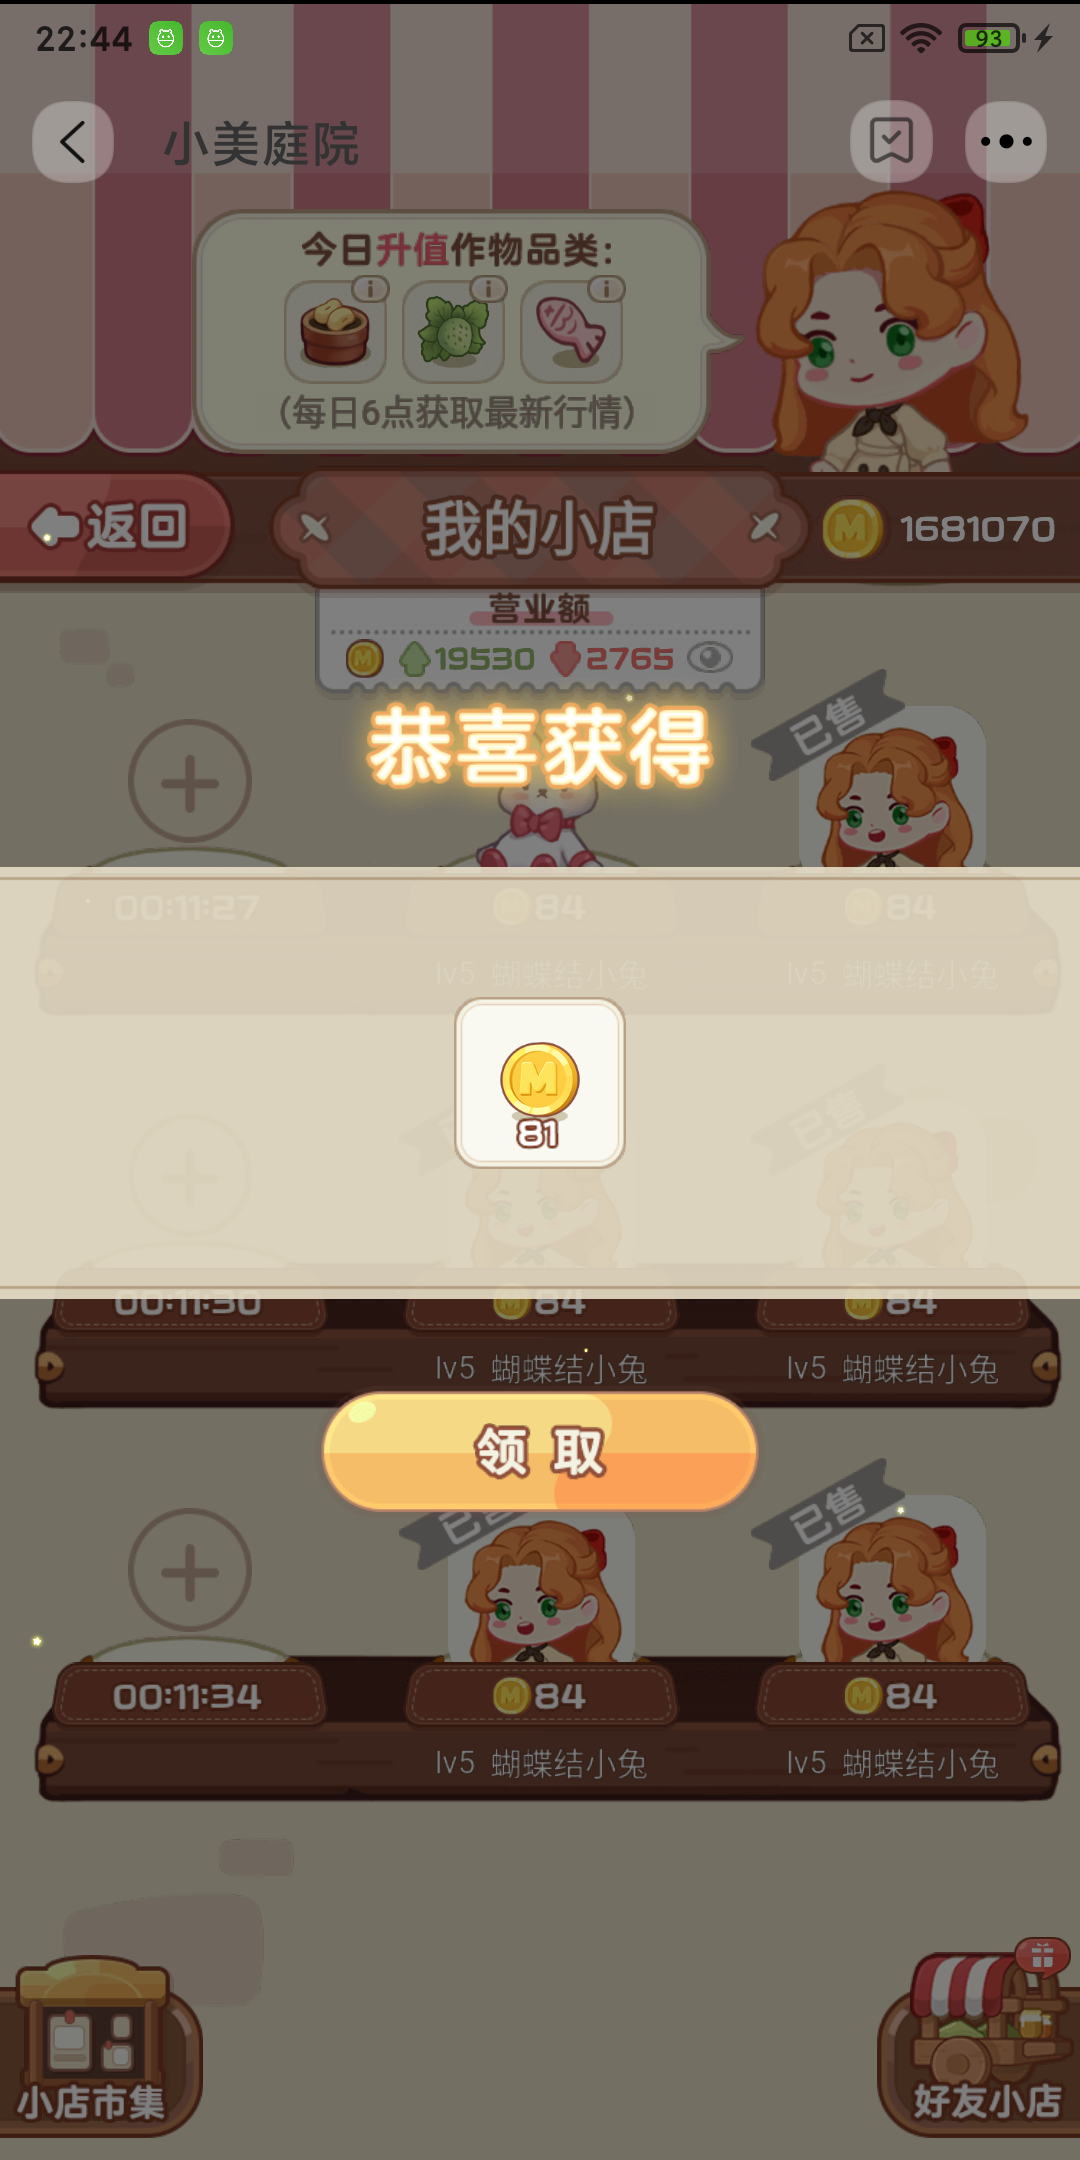 22:44
93
小美庭院
今日升值作物品类：
（每日6点获取最新行情）
返回
我的小店
1681070
营业额
19530 2765
恭喜获得
已售
00:11:27 84 84
lv5 蝴蝶结小兔 lv5 蝴蝶结小兔
81
已售
00:11:30 84 84
lv5 蝴蝶结小兔 lv5 蝴蝶结小兔
领取
已售 已售
00:11:34 84 84
lv5 蝴蝶结小兔 lv5 蝴蝶结小兔
小店市集
好友小店